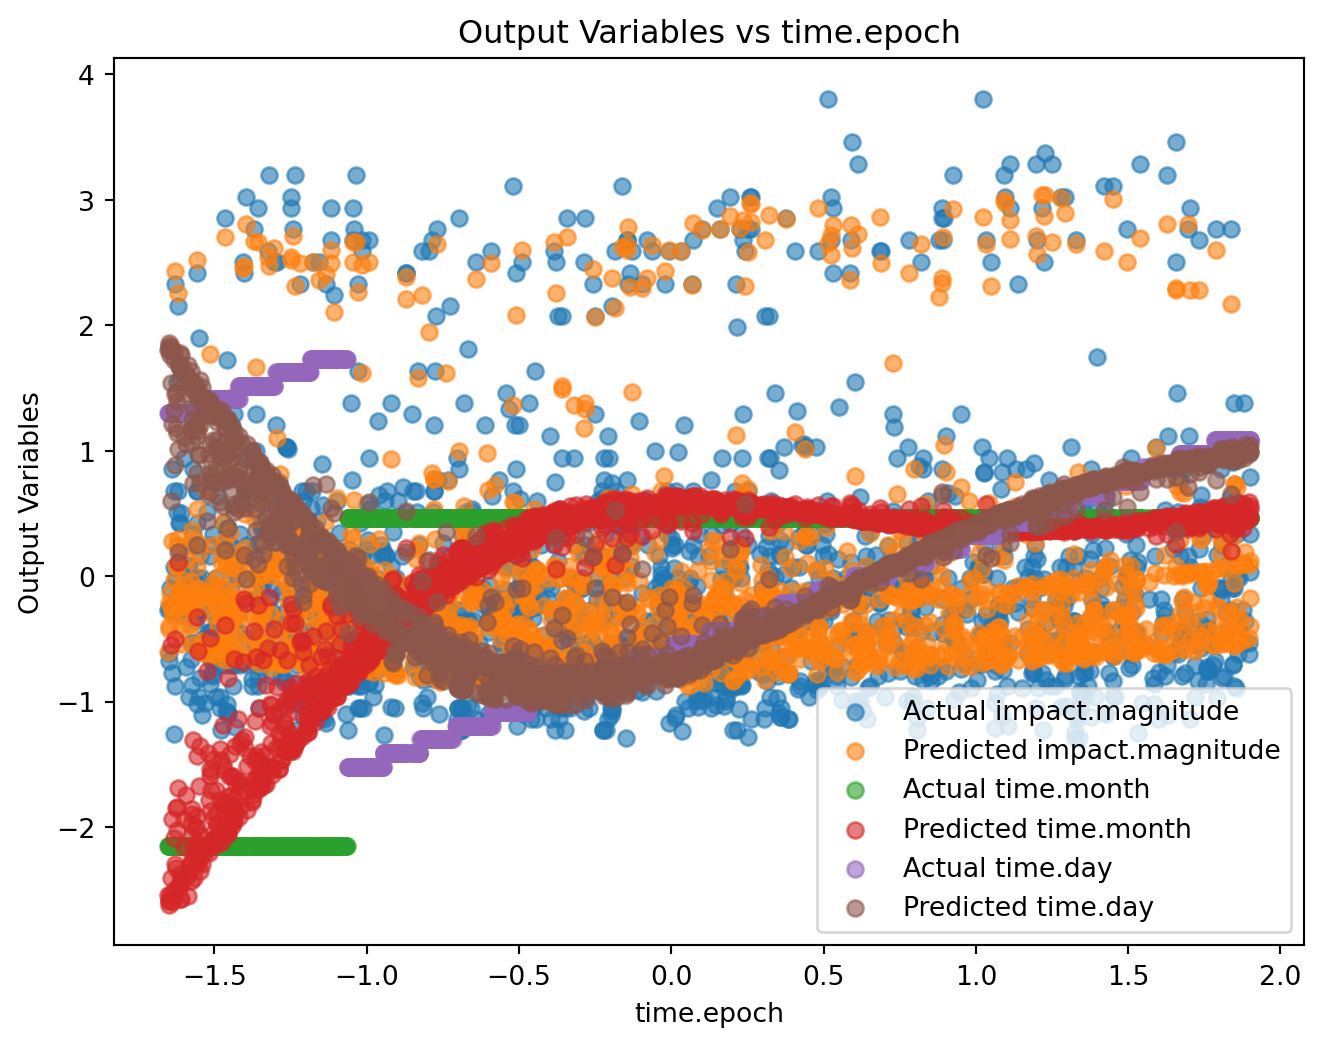 Output Variables vs time.epoch
4
3
2
1
0
−1
−2
Output Variables
Actual impact.magnitude
Predicted impact.magnitude
Actual time.month
Predicted time.month
Actual time.day
Predicted time.day
−1.5 −1.0 −0.5 0.0 0.5 1.0 1.5 2.0
time.epoch